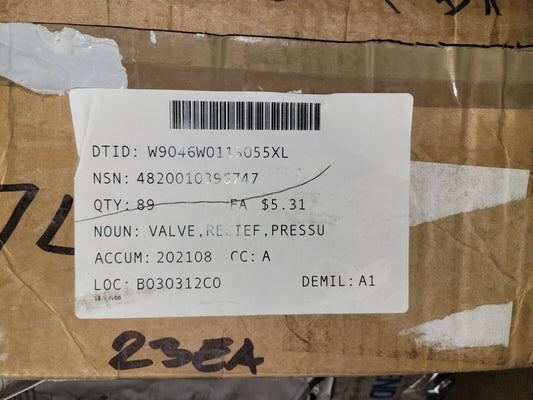 DTID: W9046W0113055XL
NSN: 4820010396747
QTY: 89 EA $5.31
NOUN: VALVE,RELIEF,PRESSU
ACCUM: 202108 CC: A
LOC: B030312C0 DEMIL: A1
23EA